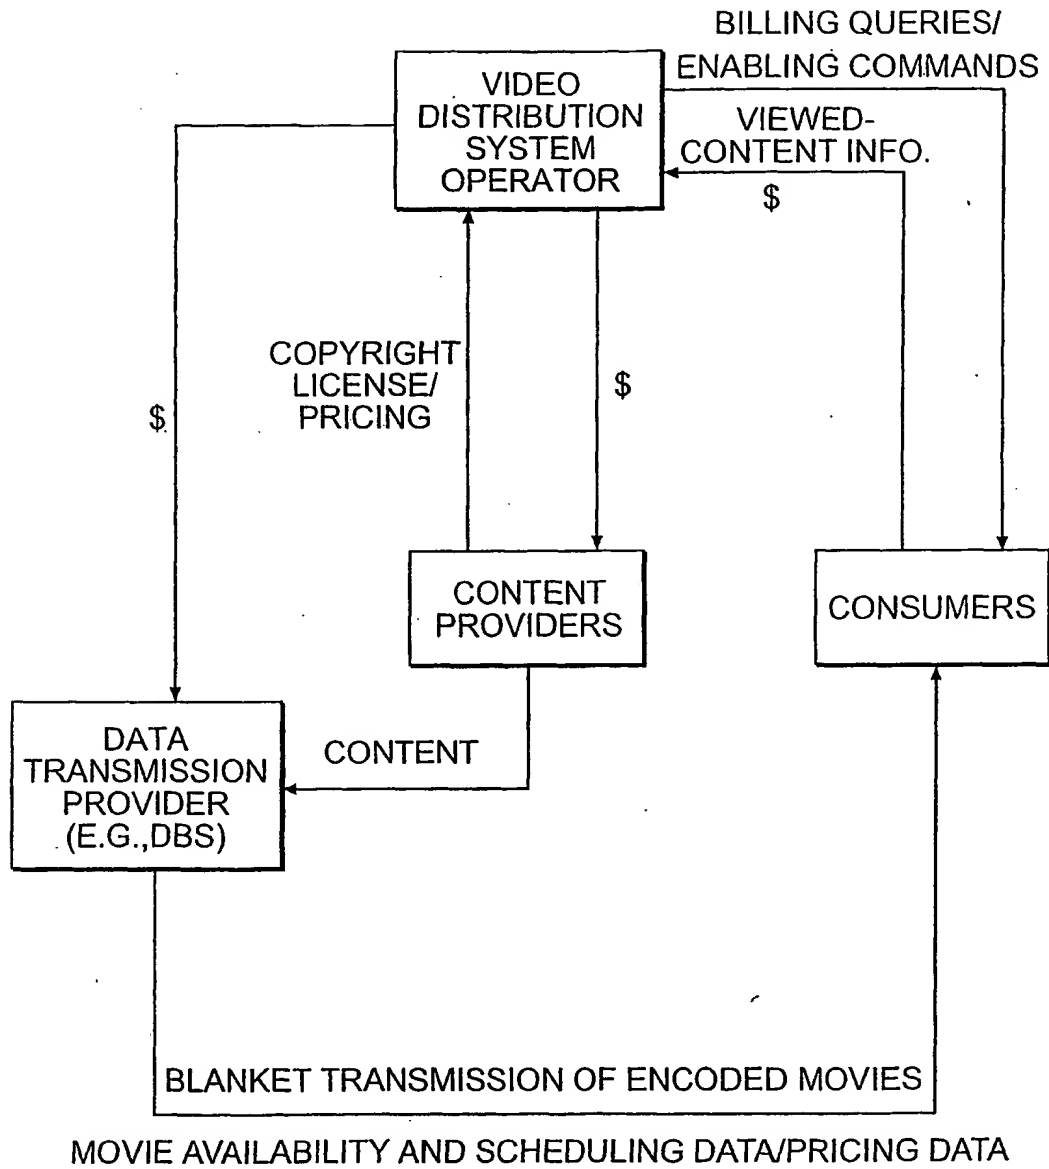 BILLING QUERIES/
ENABLING COMMANDS
VIDEO
DISTRIBUTION
SYSTEM
OPERATOR
VIEWED-
CONTENT INFO.
$
COPYRIGHT
LICENSE/
PRICING
$
$
CONTENT
PROVIDERS
CONSUMERS
DATA
TRANSMISSION
PROVIDER
(E.G.,DBS)
CONTENT
BLANKET TRANSMISSION OF ENCODED MOVIES
MOVIE AVAILABILITY AND SCHEDULING DATA/PRICING DATA